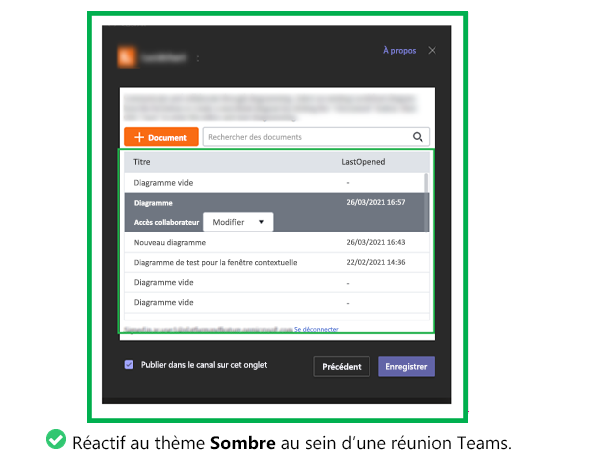 À propos
+ Document
Rechercher des documents
Titre LastOpened
Diagramme vide -
Diagramme 26/03/2021 16:57
Accès collaborateur Modifier
Nouveau diagramme 26/03/2021 16:43
Diagramme de test pour la fenêtre contextuelle 22/02/2021 14:36
Diagramme vide -
Diagramme vide -
Se déconnecter
Publier dans le canal sur cet onglet Précédent Enregistrer
Réactif au thème Sombre au sein d’une réunion Teams.